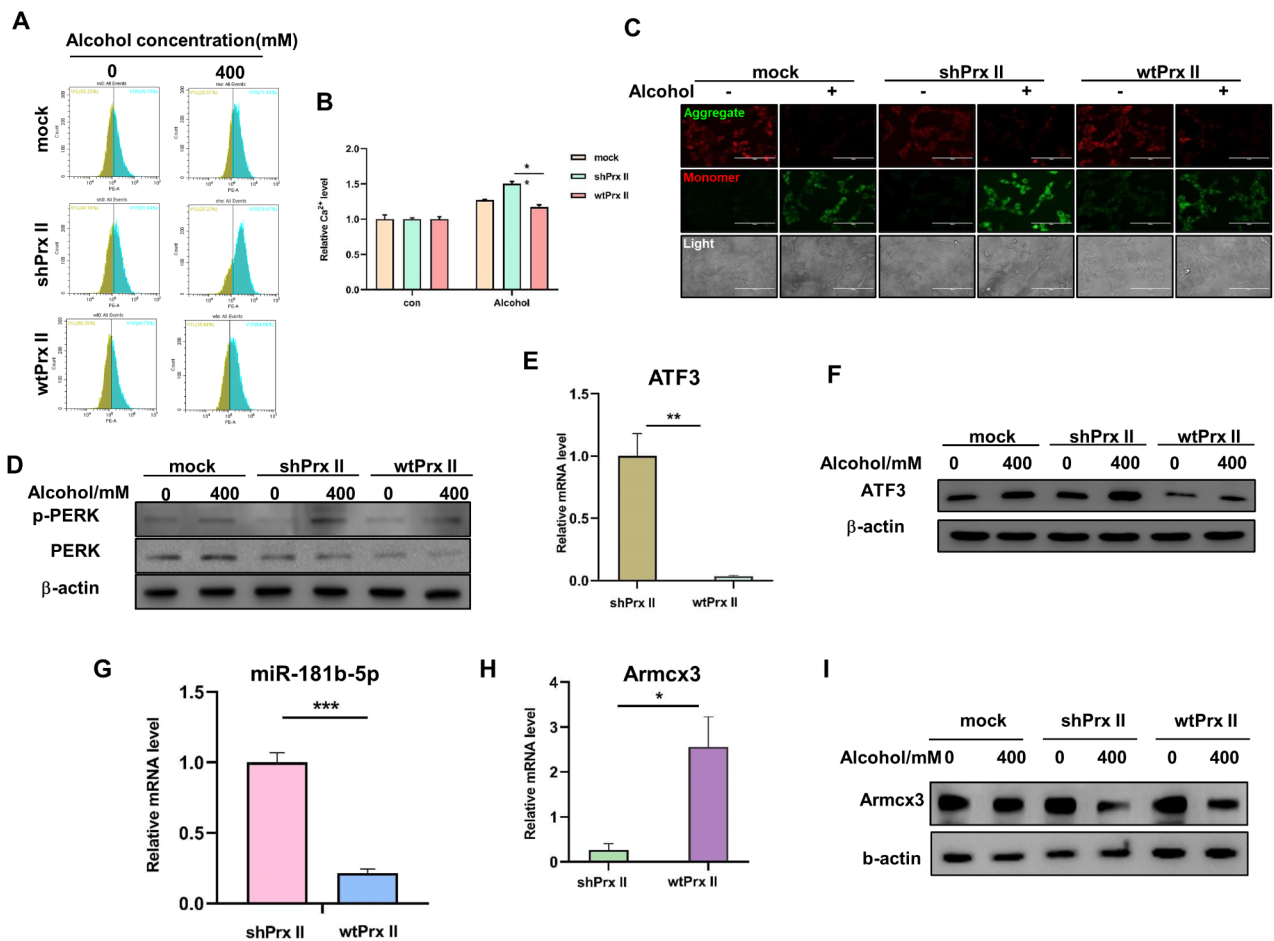 A
Alcohol concentration(mM)
0 400
mock
shPrx II
wtPrx II
Count
PE-A
B
Relative Ca²⁺ level
2.0
1.5
1.0
0.5
0.0
con Alcohol
* *
mock
shPrx II
wtPrx II
C
mock shPrx II wtPrx II
Alcohol - + - + - +
Aggregate
Monomer
Light
D
mock shPrx II wtPrx II
Alcohol/mM 0 400 0 400 0 400
p-PERK
PERK
β-actin
E
ATF3
Relative mRNA level
1.5
1.0
0.5
0.0
**
shPrx II wtPrx II
F
mock shPrx II wtPrx II
Alcohol/mM 0 400 0 400 0 400
ATF3
β-actin
G
miR-181b-5p
Relative mRNA level
1.5
1.0
0.5
0.0
***
shPrx II wtPrx II
H
Armcx3
Relative mRNA level
4
3
2
1
0
*
shPrx II wtPrx II
I
mock shPrx II wtPrx II
Alcohol/mM 0 400 0 400 0 400
Armcx3
b-actin